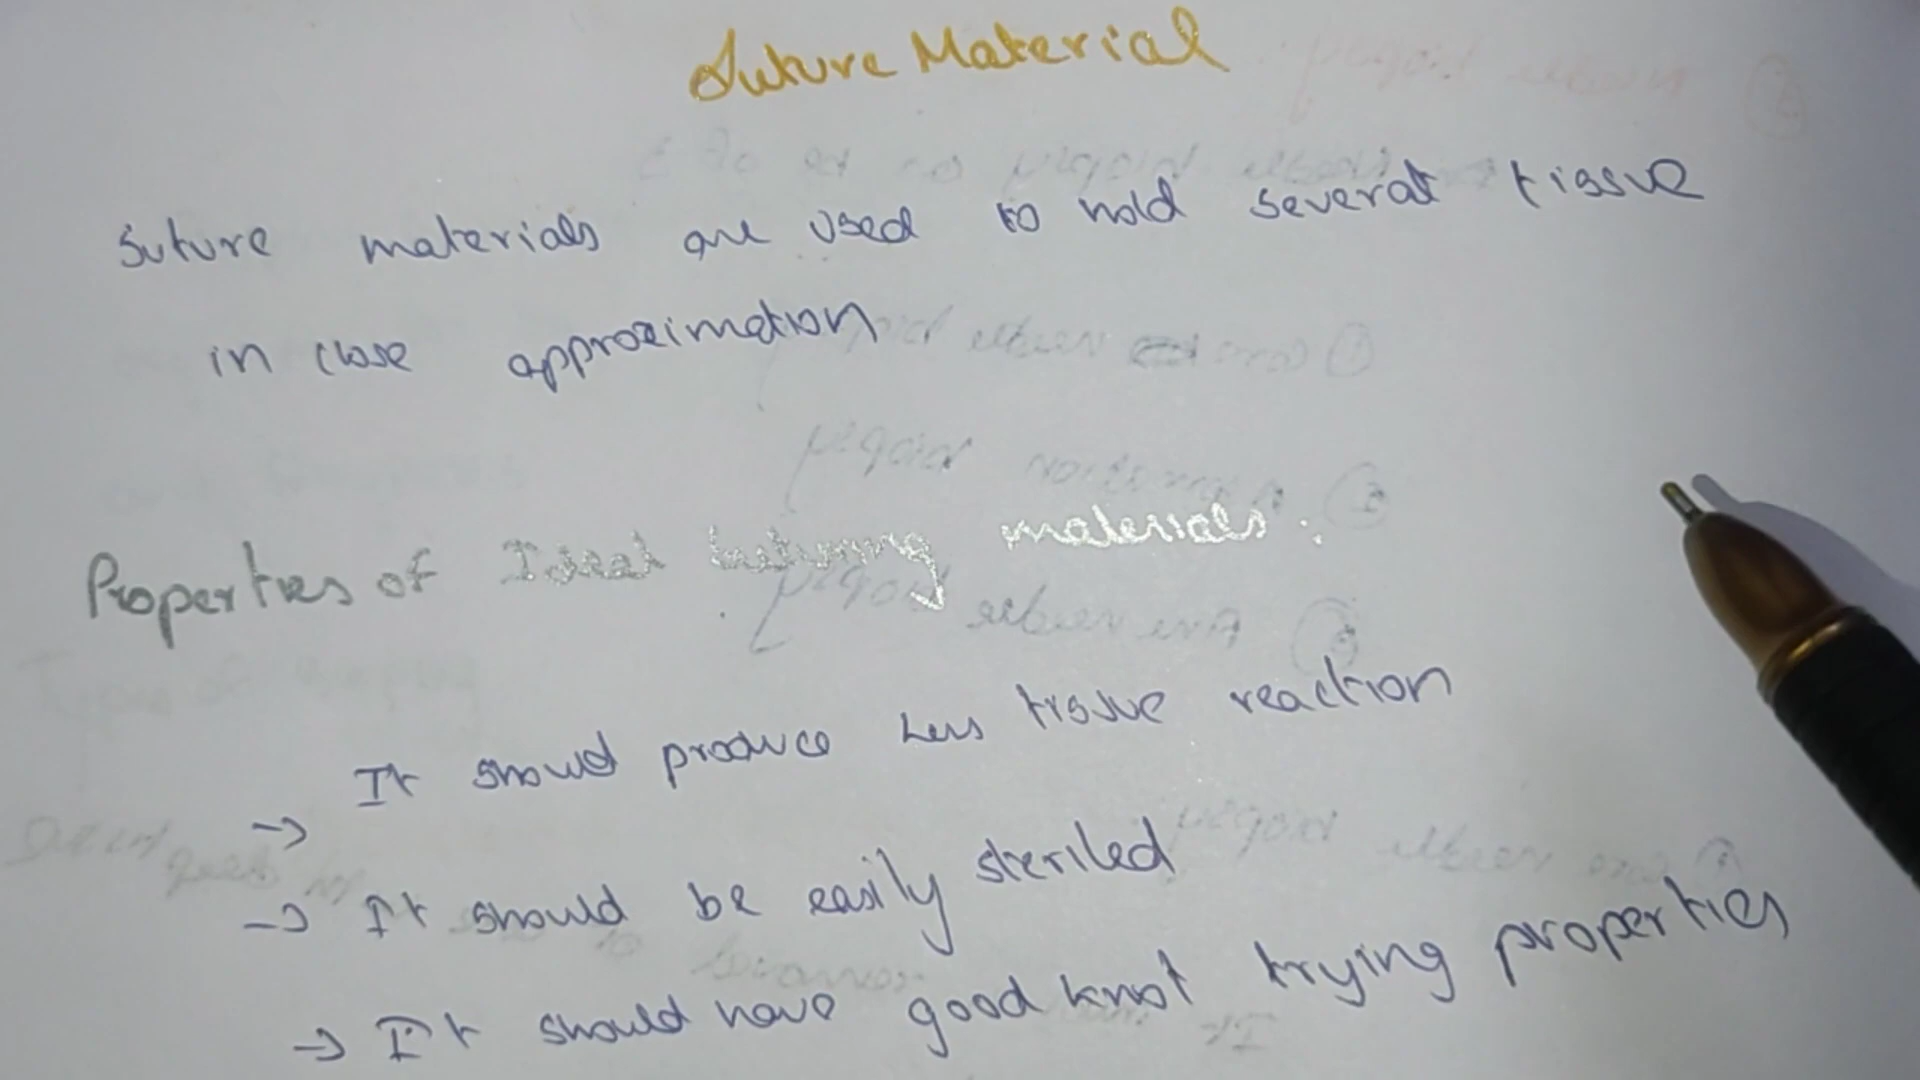 Suture Material
Suture materials are used to hold several tissue
in close approximation
Properties of Ideal Suturing materials:
→ It should produce Less tissue reaction
→ It should be easily steriled
→ It should have good knot trying properties